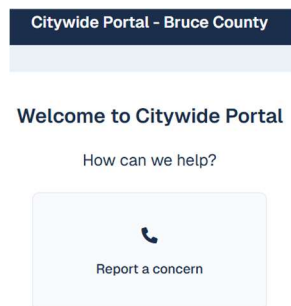 Citywide Portal - Bruce County
Welcome to Citywide Portal
How can we help?
Report a concern